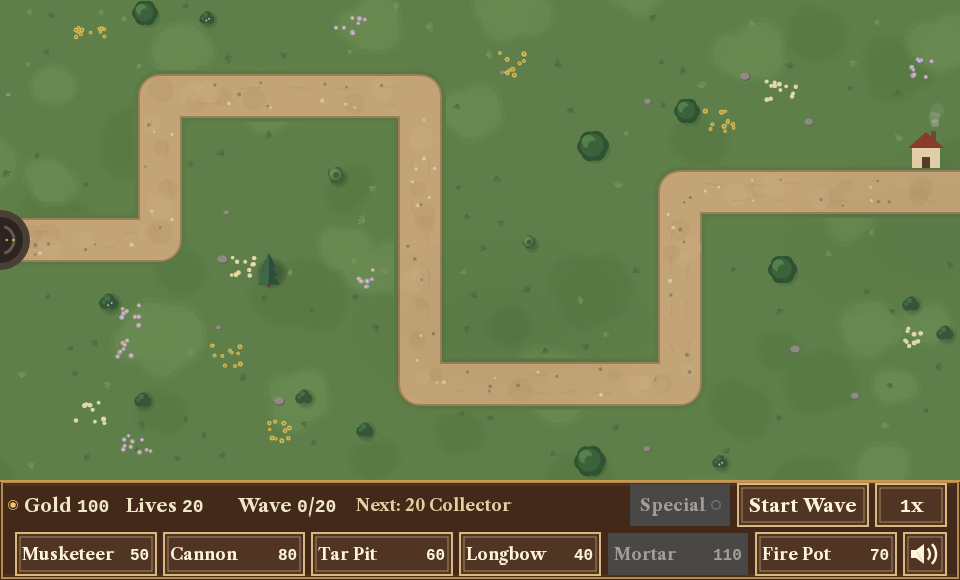 Gold 100 Lives 20 Wave 0/20 Next: 20 Collector Special Start Wave 1x
Musketeer 50 Cannon 80 Tar Pit 60 Longbow 40 Mortar 110 Fire Pot 70